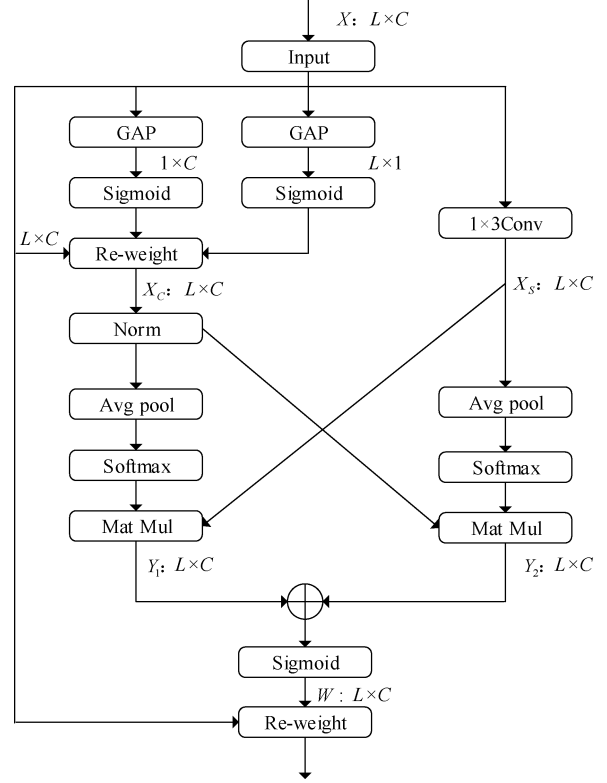 X: L×C
Input
GAP
GAP
1×C
L×1
Sigmoid
Sigmoid
1×3Conv
L×C
Re-weight
X_C: L×C
X_S: L×C
Norm
Avg pool
Avg pool
Softmax
Softmax
Mat Mul
Mat Mul
Y_1: L×C
Y_2: L×C
Sigmoid
W: L×C
Re-weight